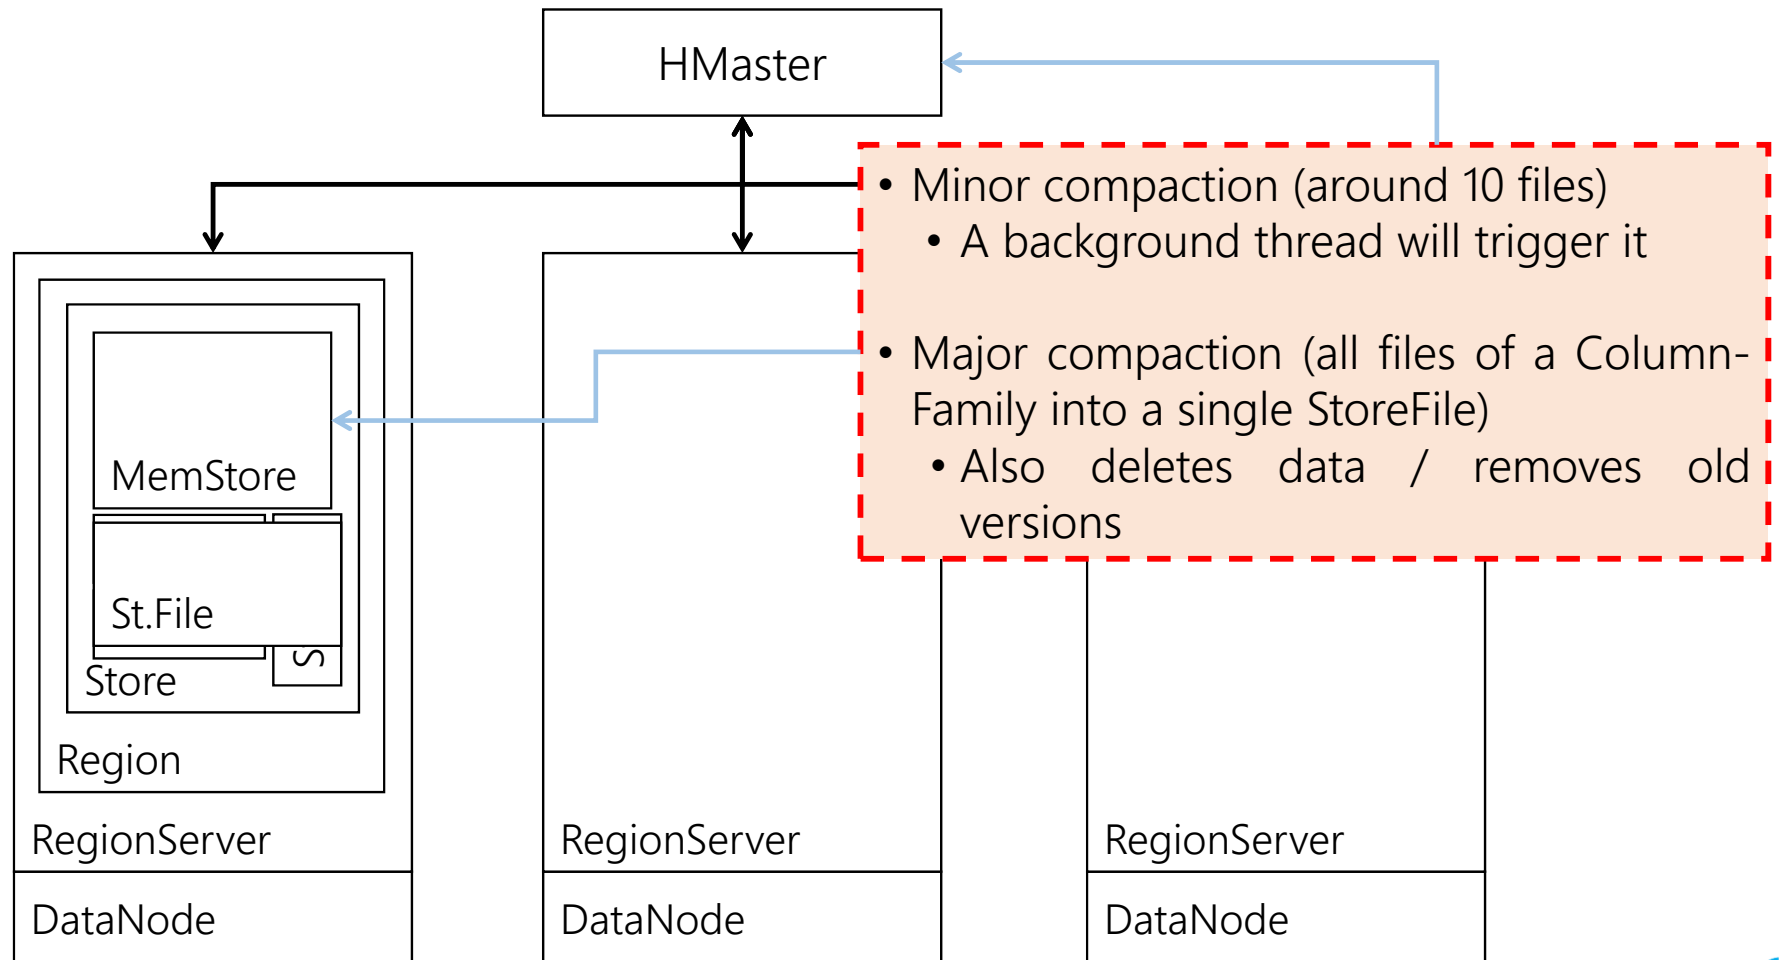 HMaster
• Minor compaction (around 10 files)
• A background thread will trigger it
• Major compaction (all files of a Column-
Family into a single StoreFile)
• Also deletes data / removes old
versions
MemStore
St.File
S
Store
Region
RegionServer
DataNode
RegionServer
DataNode
RegionServer
DataNode